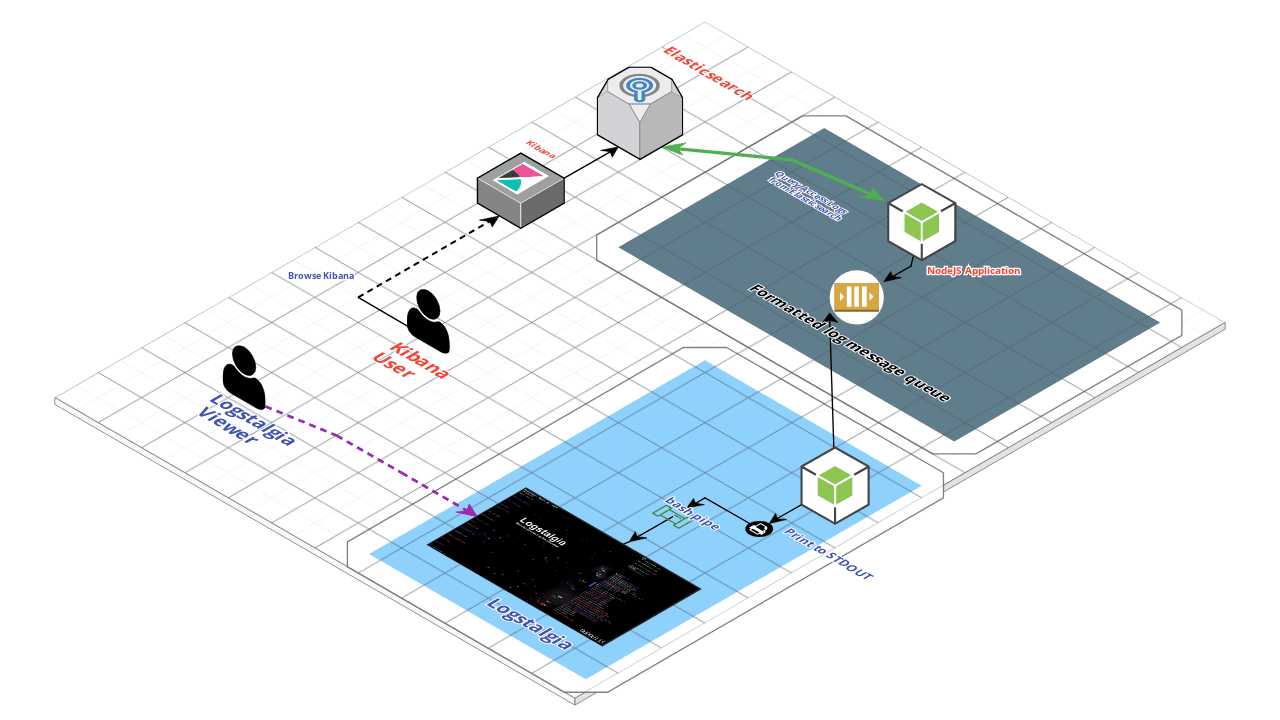 Elasticsearch
Kibana
Query Access Logs
from Elasticsearch
NodeJS Application
Browse Kibana
Formatted log message queue
Kibana
User
Logstalgia
Viewer
bash pipe
Print to STDOUT
Logstalgia
Logstalgia